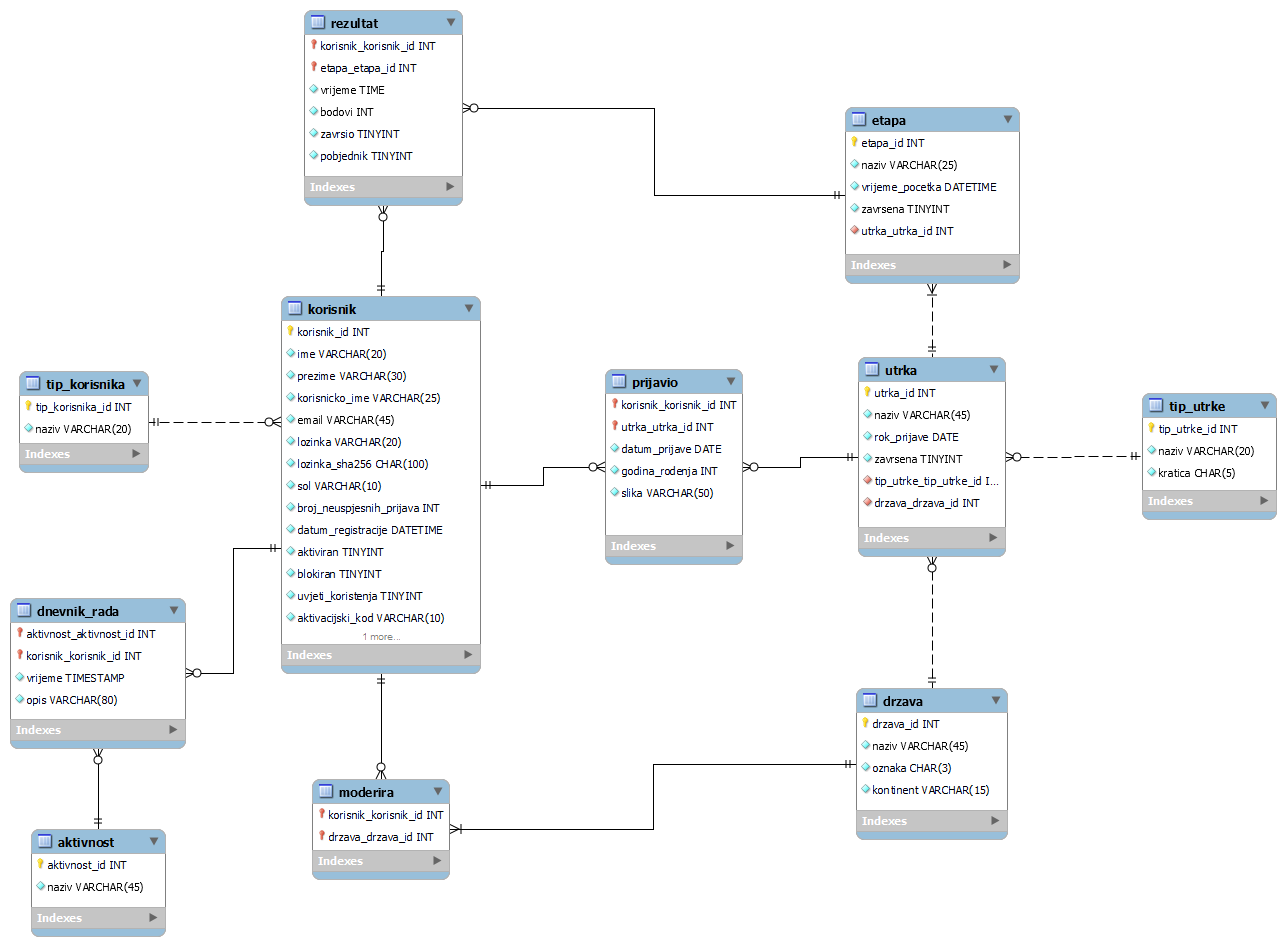 rezultat
korisnik_korisnik_id INT
etapa_etapa_id INT
vrijeme TIME
bodovi INT
zavrsio TINYINT
pobjednik TINYINT
Indexes
etapa
etapa_id INT
naziv VARCHAR(25)
vrijeme_pocetka DATETIME
zavrsena TINYINT
utrka_utrka_id INT
Indexes
korisnik
korisnik_id INT
ime VARCHAR(20)
prezime VARCHAR(30)
korisnicko_ime VARCHAR(25)
email VARCHAR(45)
lozinka VARCHAR(20)
lozinka_sha256 CHAR(100)
sol VARCHAR(10)
broj_neuspjesnih_prijava INT
datum_registracije DATETIME
aktiviran TINYINT
blokiran TINYINT
uvjeti_koristenja TINYINT
aktivacijski_kod VARCHAR(10)
1 more...
Indexes
tip_korisnika
tip_korisnika_id INT
naziv VARCHAR(20)
Indexes
prijavio
korisnik_korisnik_id INT
utrka_utrka_id INT
datum_prijave DATE
godina_rodenja INT
slika VARCHAR(50)
Indexes
utrka
utrka_id INT
naziv VARCHAR(45)
rok_prijave DATE
zavrsena TINYINT
tip_utrke_tip_utrke_id I...
drzava_drzava_id INT
Indexes
tip_utrke
tip_utrke_id INT
naziv VARCHAR(20)
kratica CHAR(5)
Indexes
dnevnik_rada
aktivnost_aktivnost_id INT
korisnik_korisnik_id INT
vrijeme TIMESTAMP
opis VARCHAR(80)
Indexes
drzava
drzava_id INT
naziv VARCHAR(45)
oznaka CHAR(3)
kontinent VARCHAR(15)
Indexes
moderira
korisnik_korisnik_id INT
drzava_drzava_id INT
Indexes
aktivnost
aktivnost_id INT
naziv VARCHAR(45)
Indexes